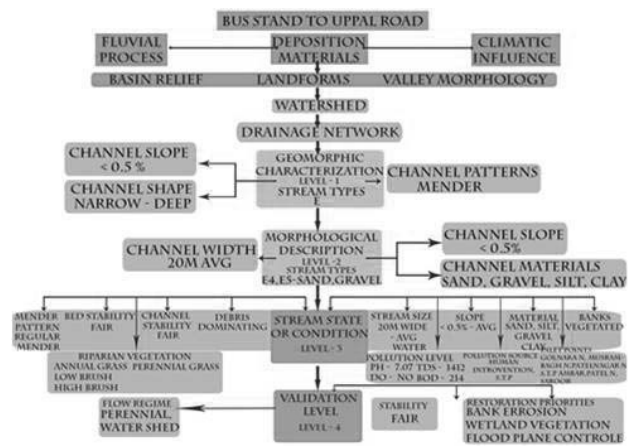 BUS STAND TO UPPAL ROAD
FLUVIAL
PROCESS
DEPOSITION
MATERIALS
CLIMATIC
INFLUENCE
BASIN RELIEF
LANDFORMS
VALLEY MORPHOLOGY
WATERSHED
DRAINAGE NETWORK
CHANNEL SLOPE
< 0.5 %
CHANNEL SHAPE
NARROW - DEEP
GEOMORPHIC
CHARACTERIZATION
LEVEL - 1
STREAM TYPES
E
CHANNEL PATTERNS
MENDER
CHANNEL WIDTH
20M AVG
MORPHOLOGICAL
DESCRIPTION
LEVEL -2
STREAM TYPES
E4,E5-SAND,GRAVEL
CHANNEL SLOPE
< 0.5%
CHANNEL MATERIALS
SAND, GRAVEL, SILT, CLAY
MENDER
PATTERN
REGULAR
MENDER
BED STABILITY
FAIR
CHANNEL
STABILITY
FAIR
DEBRIS
DOMINATING
STREAM STATE
OR CONDITION
LEVEL - 3
STREAM SIZE
20M WIDE -
AVG
WATER
SLOPE
< 0.5% - AVG
MATERIAL
SAND, SILT,
GRAVEL
CLAY
BANKS
VEGETATED
RIPARIAN VEGETATION
ANNUAL GRASS PERENNIAL GRASS
LOW BRUSH
HIGH BRUSH
POLLUTION LEVEL
PH - 7.07 TDS - 1412
DO - NO BOD - 214
POLLUTION SOURCE
HUMAN
INTROVENTION,
S.T.P
INLET POINTS
FLOW REGIME
PERENNIAL,
WATER SHED
VALIDATION
LEVEL
LEVEL - 4
STABILITY
FAIR
RESTORATION PRIORITIES
BANK ERROSION
WETLAND VEGETATION
FLOOD PLANE CONTROLE